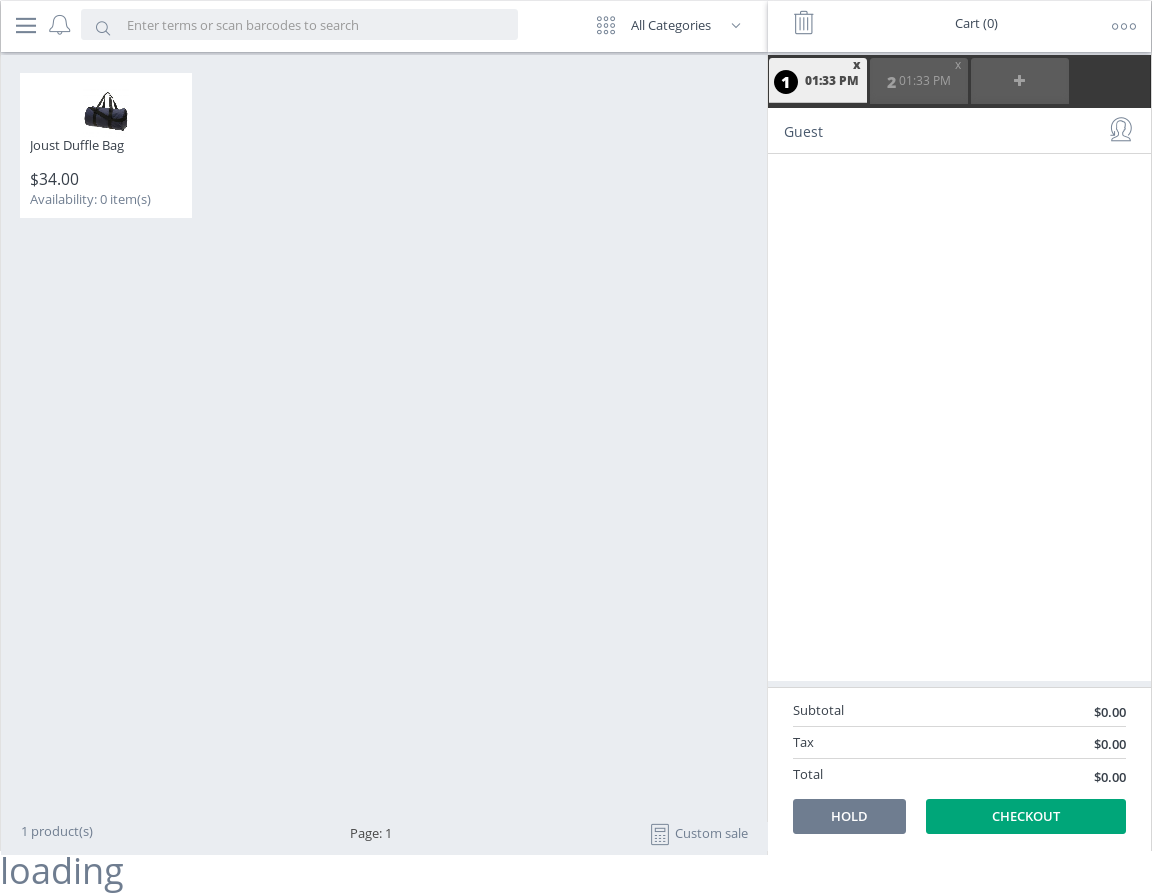 Enter terms or scan barcodes to search
All Categories
Cart (0)
1 01:33 PM x
2 01:33 PM x
+
Guest
Joust Duffle Bag
$34.00
Availability: 0 item(s)
Subtotal $0.00
Tax $0.00
Total $0.00
HOLD CHECKOUT
1 product(s)
Page: 1
Custom sale
loading